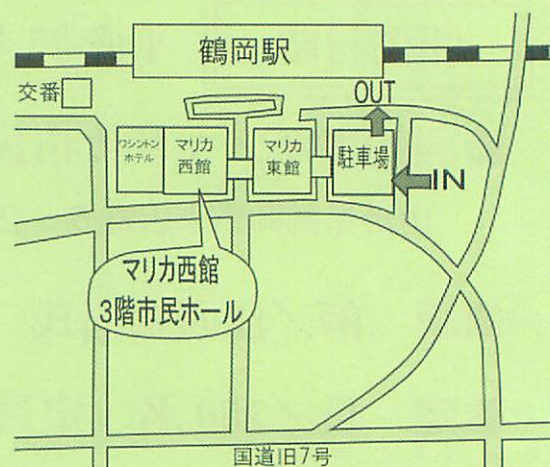 鶴岡駅
交番
OUT
ワシントン
ホテル
マリカ
西館
マリカ
東館
駐車場
IN
マリカ西館
3階市民ホール
国道旧7号